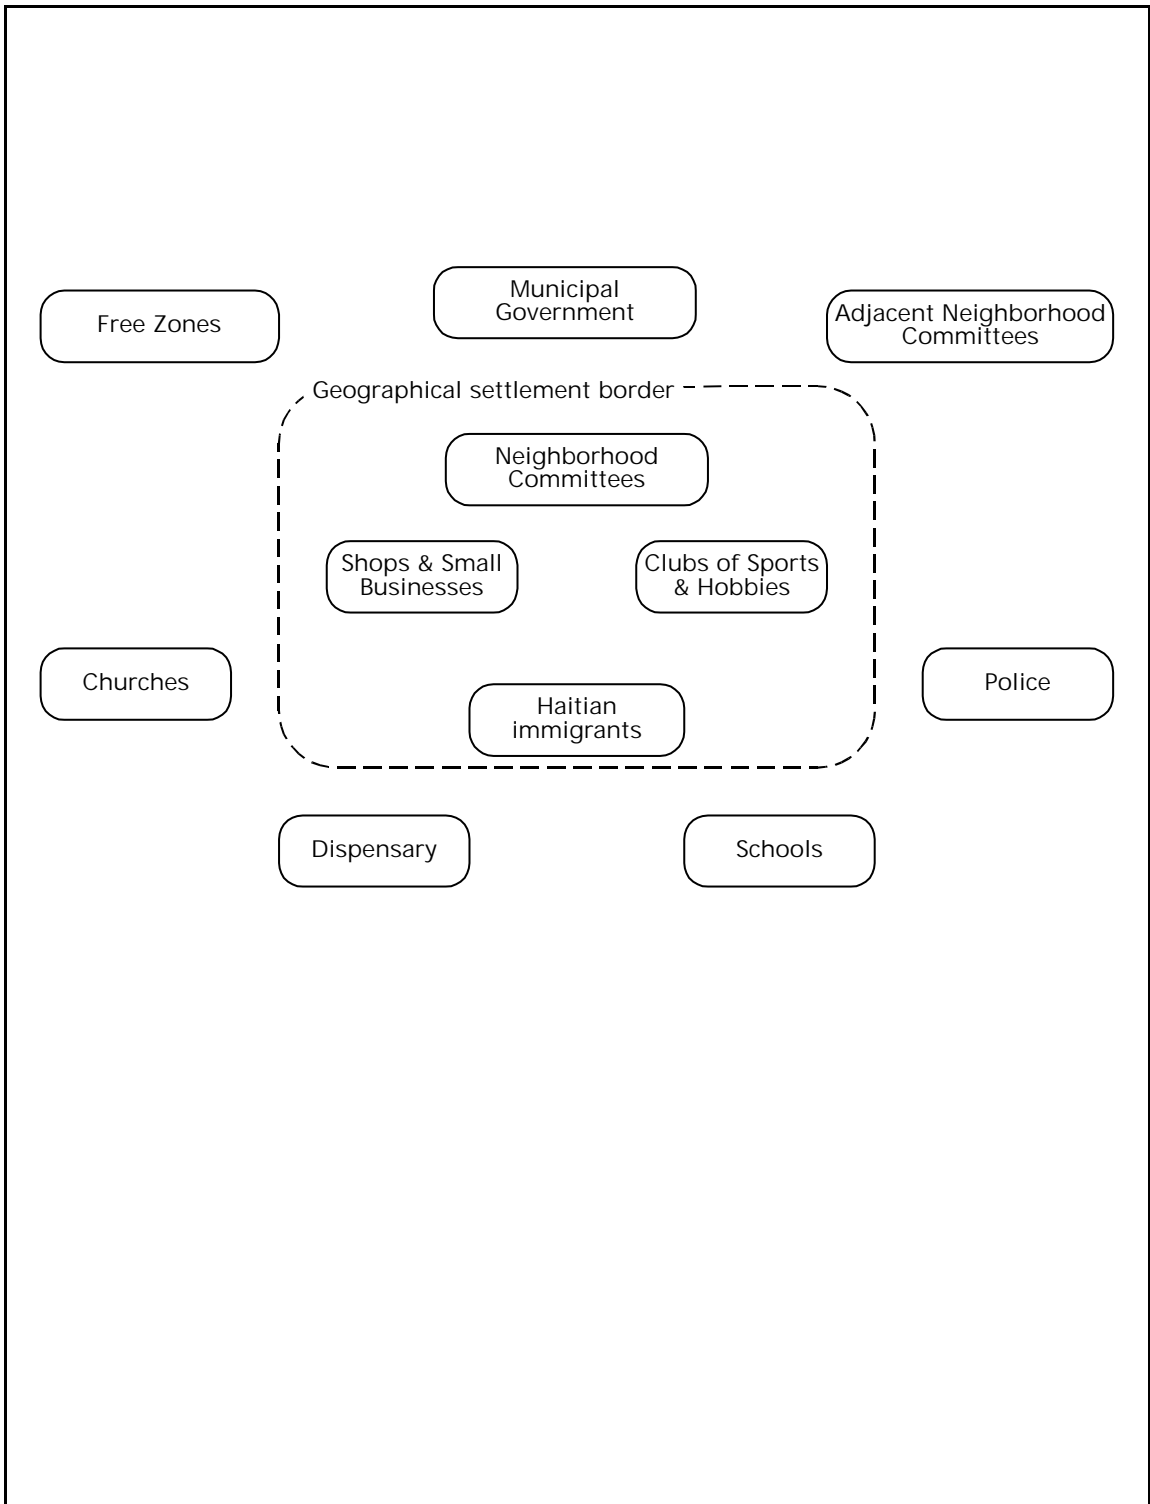 Municipal
Government
Free Zones
Adjacent Neighborhood
Committees
Geographical settlement border
Neighborhood
Committees
Shops & Small
Businesses
Clubs of Sports
& Hobbies
Churches
Police
Haitian
immigrants
Dispensary
Schools